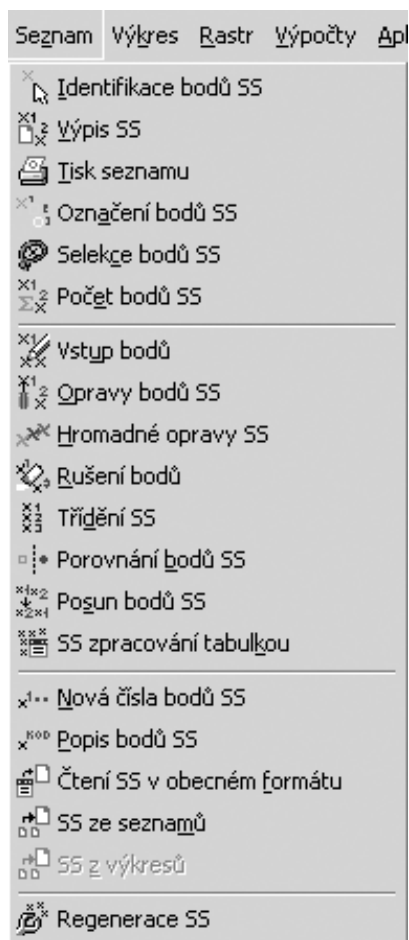 Seznam Výkres Rastr Výpočty Apl
Identifikace bodů SS
Výpis SS
Tisk seznamu
Označení bodů SS
Selekce bodů SS
Počet bodů SS
Vstup bodů
Opravy bodů SS
Hromadné opravy SS
Rušení bodů
Třídění SS
Porovnání bodů SS
Posun bodů SS
SS zpracování tabulkou
Nová čísla bodů SS
Popis bodů SS
Čtení SS v obecném formátu
SS ze seznamů
SS z výkresů
Regenerace SS